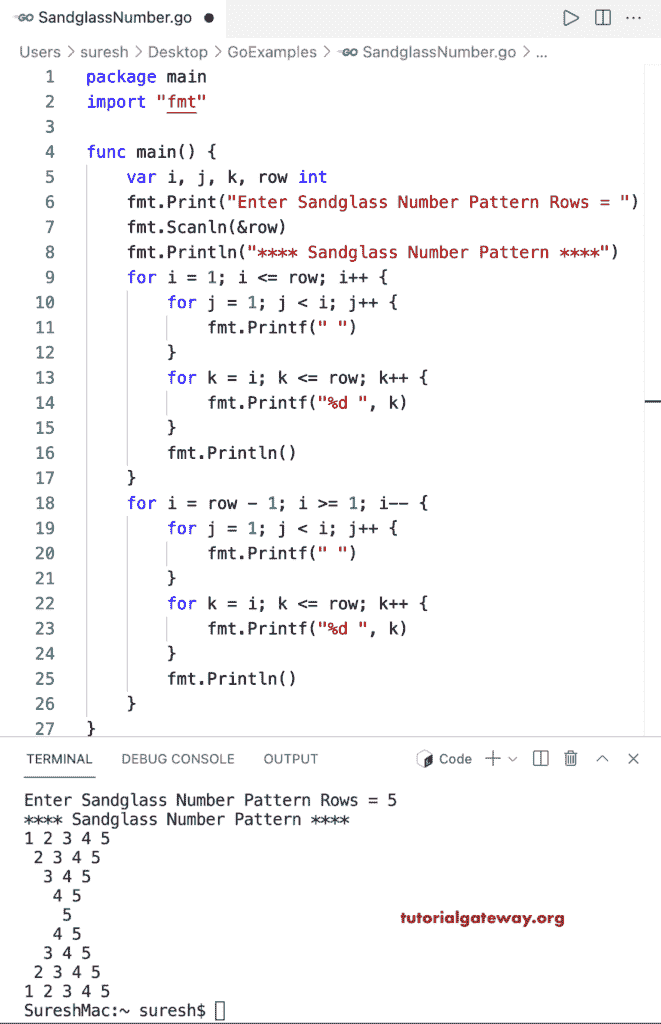 GO SandglassNumber.go ●
Users > suresh > Desktop > GoExamples > GO SandglassNumber.go > ...
1 package main
2 import "fmt"
3
4 func main() {
5     var i, j, k, row int
6     fmt.Print("Enter Sandglass Number Pattern Rows = ")
7     fmt.Scanln(&row)
8     fmt.Println("**** Sandglass Number Pattern ****")
9     for i = 1; i <= row; i++ {
10         for j = 1; j < i; j++ {
11             fmt.Printf(" ")
12         }
13         for k = i; k <= row; k++ {
14             fmt.Printf("%d ", k)
15         }
16         fmt.Println()
17     }
18     for i = row - 1; i >= 1; i-- {
19         for j = 1; j < i; j++ {
20             fmt.Printf(" ")
21         }
22         for k = i; k <= row; k++ {
23             fmt.Printf("%d ", k)
24         }
25         fmt.Println()
26     }
27 }
TERMINAL DEBUG CONSOLE OUTPUT Code
Enter Sandglass Number Pattern Rows = 5
**** Sandglass Number Pattern ****
1 2 3 4 5
 2 3 4 5
  3 4 5
   4 5
    5
   4 5
  3 4 5
 2 3 4 5
1 2 3 4 5
SureshMac:~ suresh$
tutorialgateway.org